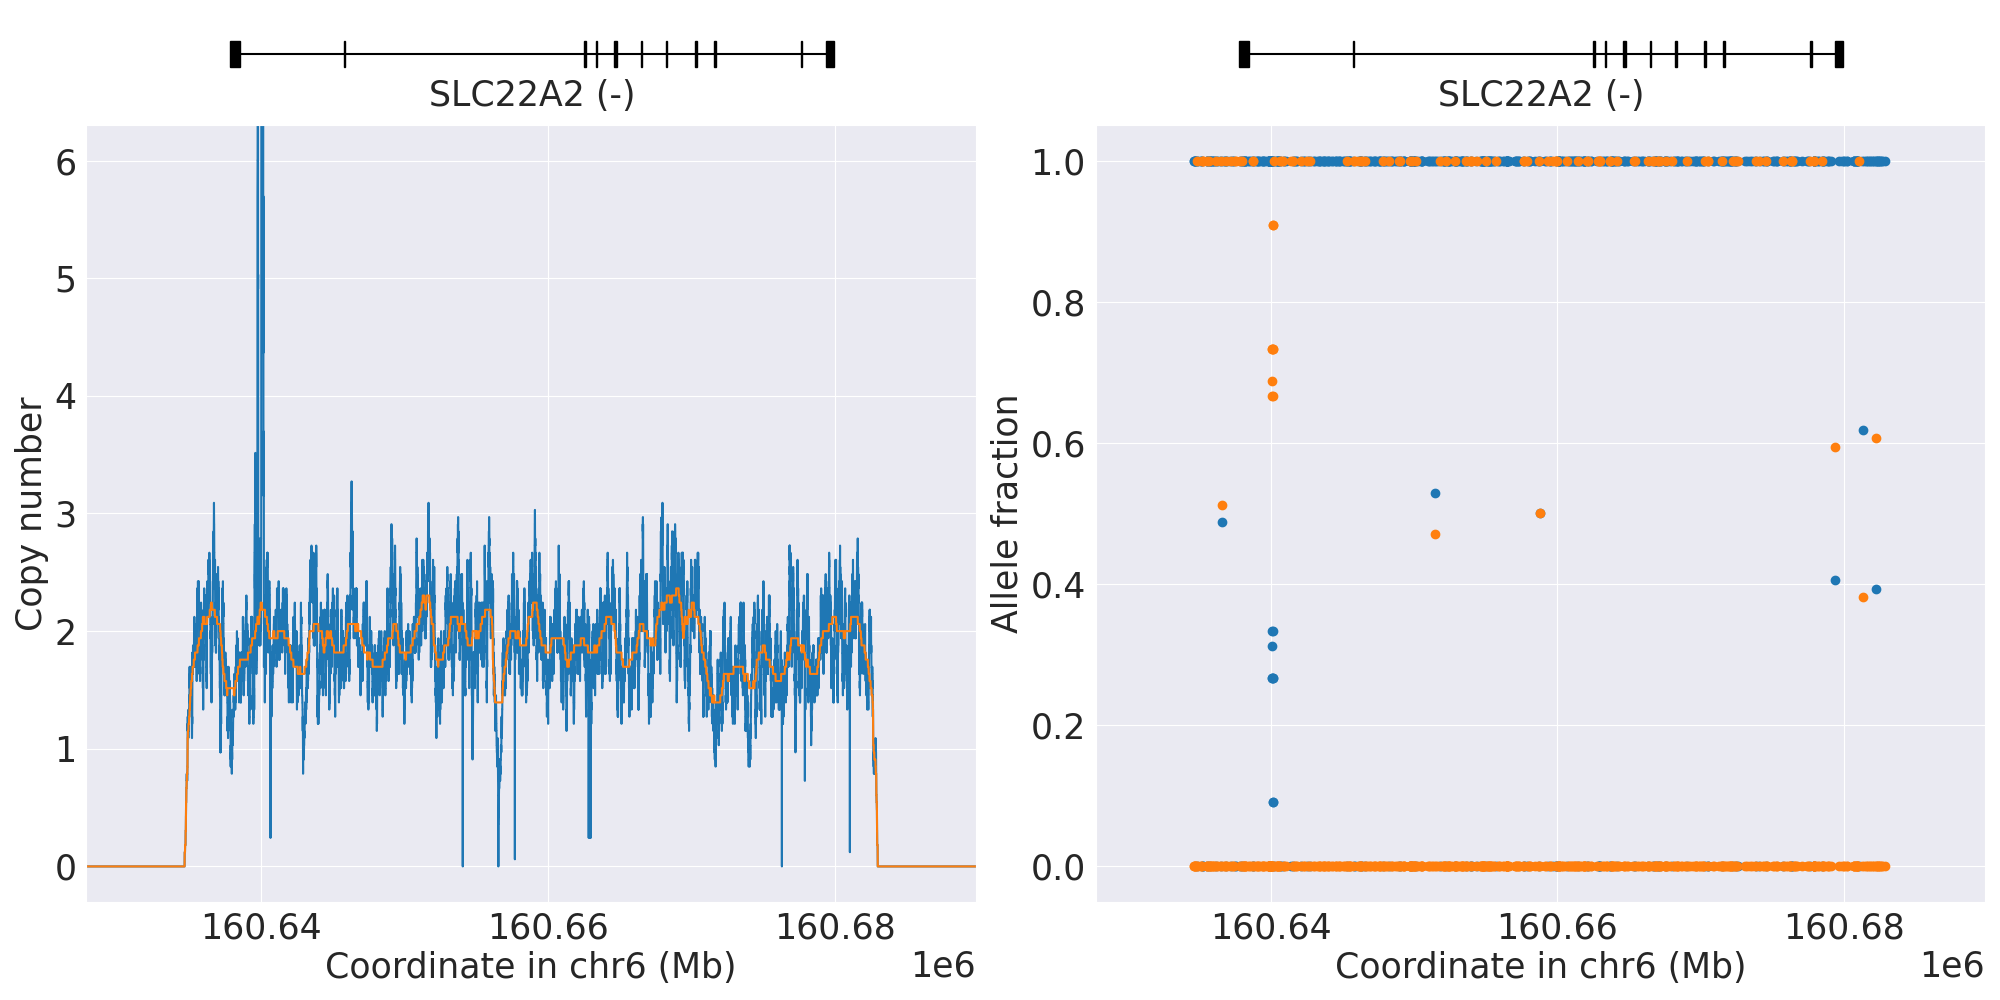 SLC22A2 (-)
6
5
4
3
2
1
0
Copy number
160.64 160.66 160.68
Coordinate in chr6 (Mb) 1e6
SLC22A2 (-)
1.0
0.8
0.6
0.4
0.2
0.0
Allele fraction
160.64 160.66 160.68
Coordinate in chr6 (Mb) 1e6